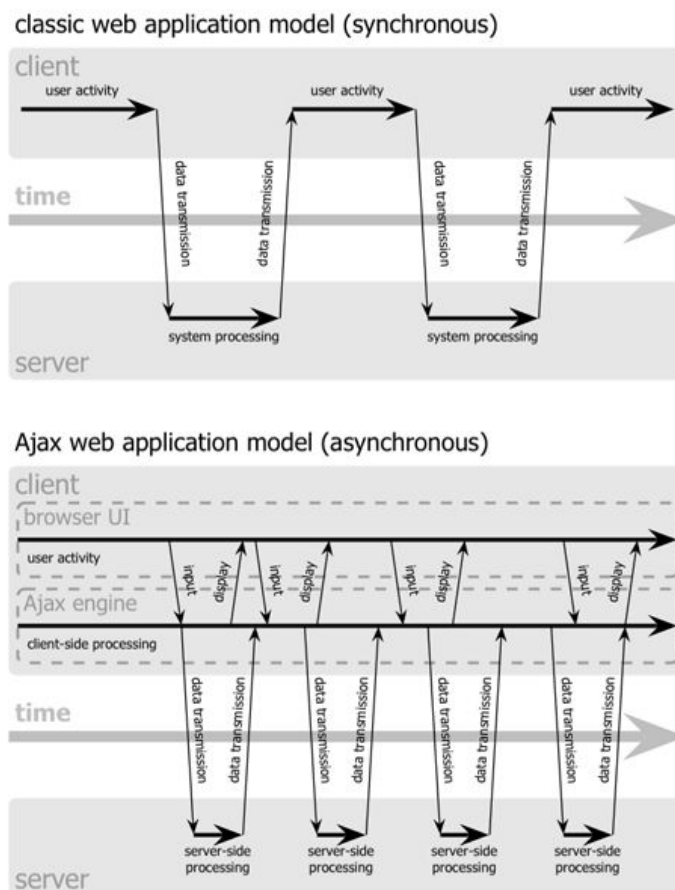 classic web application model (synchronous)
client
user activity
user activity
user activity
data transmission
data transmission
data transmission
data transmission
time
system processing
system processing
server
Ajax web application model (asynchronous)
client
browser UI
user activity
input
display
input
display
input
display
input
display
Ajax engine
client-side processing
data transmission
data transmission
data transmission
data transmission
data transmission
data transmission
data transmission
data transmission
time
server-side
processing
server-side
processing
server-side
processing
server-side
processing
server